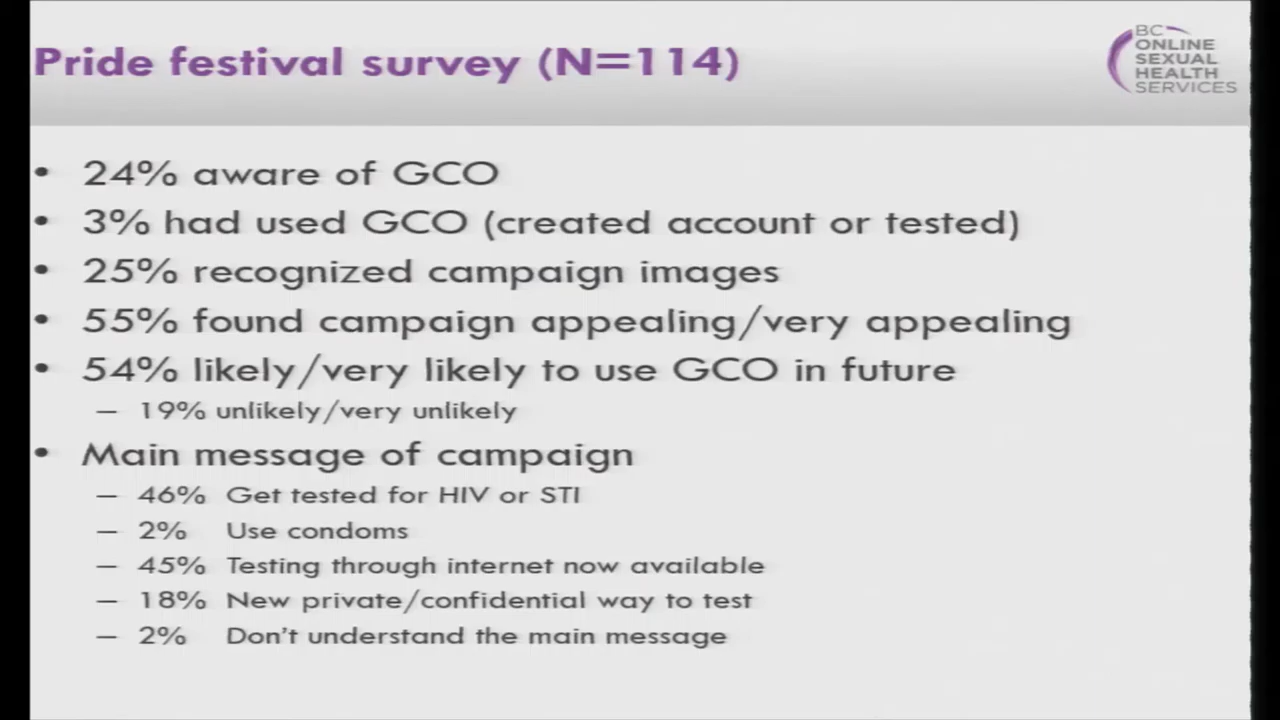 Pride festival survey (N=114)
BC
ONLINE
SEXUAL
HEALTH
SERVICES
• 24% aware of GCO
• 3% had used GCO (created account or tested)
• 25% recognized campaign images
• 55% found campaign appealing/very appealing
• 54% likely/very likely to use GCO in future
– 19% unlikely/very unlikely
• Main message of campaign
– 46% Get tested for HIV or STI
– 2% Use condoms
– 45% Testing through internet now available
– 18% New private/confidential way to test
– 2% Don't understand the main message